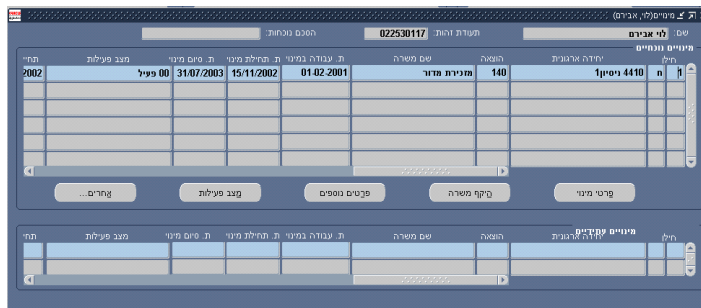 מינויים(לוי, אבירם)
שם: לוי אבירם תעודת זהות: 022530117 הסכם נוכחות:
מינויים נוכחיים
חילן יחידה ארגונית הוצאה שם משרה ת. עבודה במינוי ת. תחילת מינוי ת. סיום מינוי מצב פעילות תחי
1 ח 4410 ניסיון1 140 מזכירת מדור 01-02-2001 15/11/2002 31/07/2003 00 פעיל 2002
פרטי מינוי היקף משרה פרטים נוספים מצב פעילות אחרים...
מינויים עתידיים
חילן יחידה ארגונית הוצאה שם משרה ת. עבודה במינוי ת. תחילת מינוי ת. סיום מינוי מצב פעילות תחי